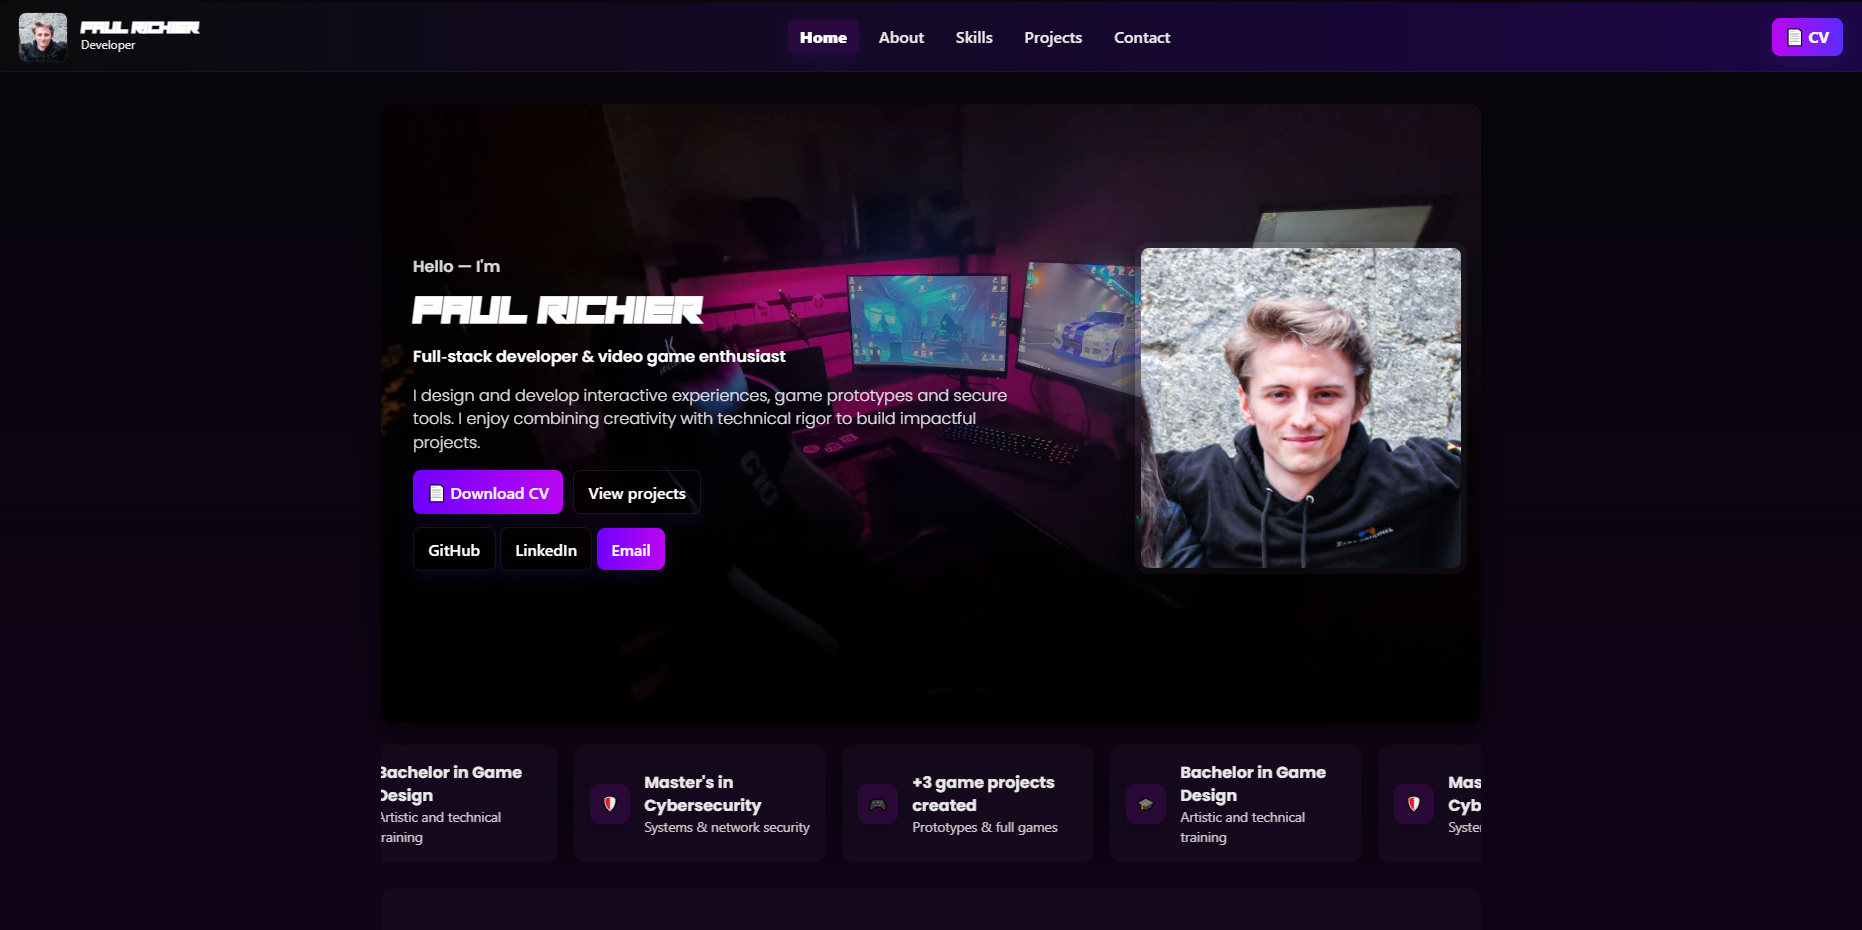 PAUL RICHIER
Developer
Home
About
Skills
Projects
Contact
CV
Hello — I'm
PAUL RICHIER
Full-stack developer & video game enthusiast
I design and develop interactive experiences, game prototypes and secure
tools. I enjoy combining creativity with technical rigor to build impactful
projects.
Download CV
View projects
GitHub
LinkedIn
Email
Bachelor in Game
Design
Artistic and technical
training
Master's in
Cybersecurity
Systems & network security
+3 game projects
created
Prototypes & full games
Bachelor in Game
Design
Artistic and technical
training
Mas
Cyb
Syste